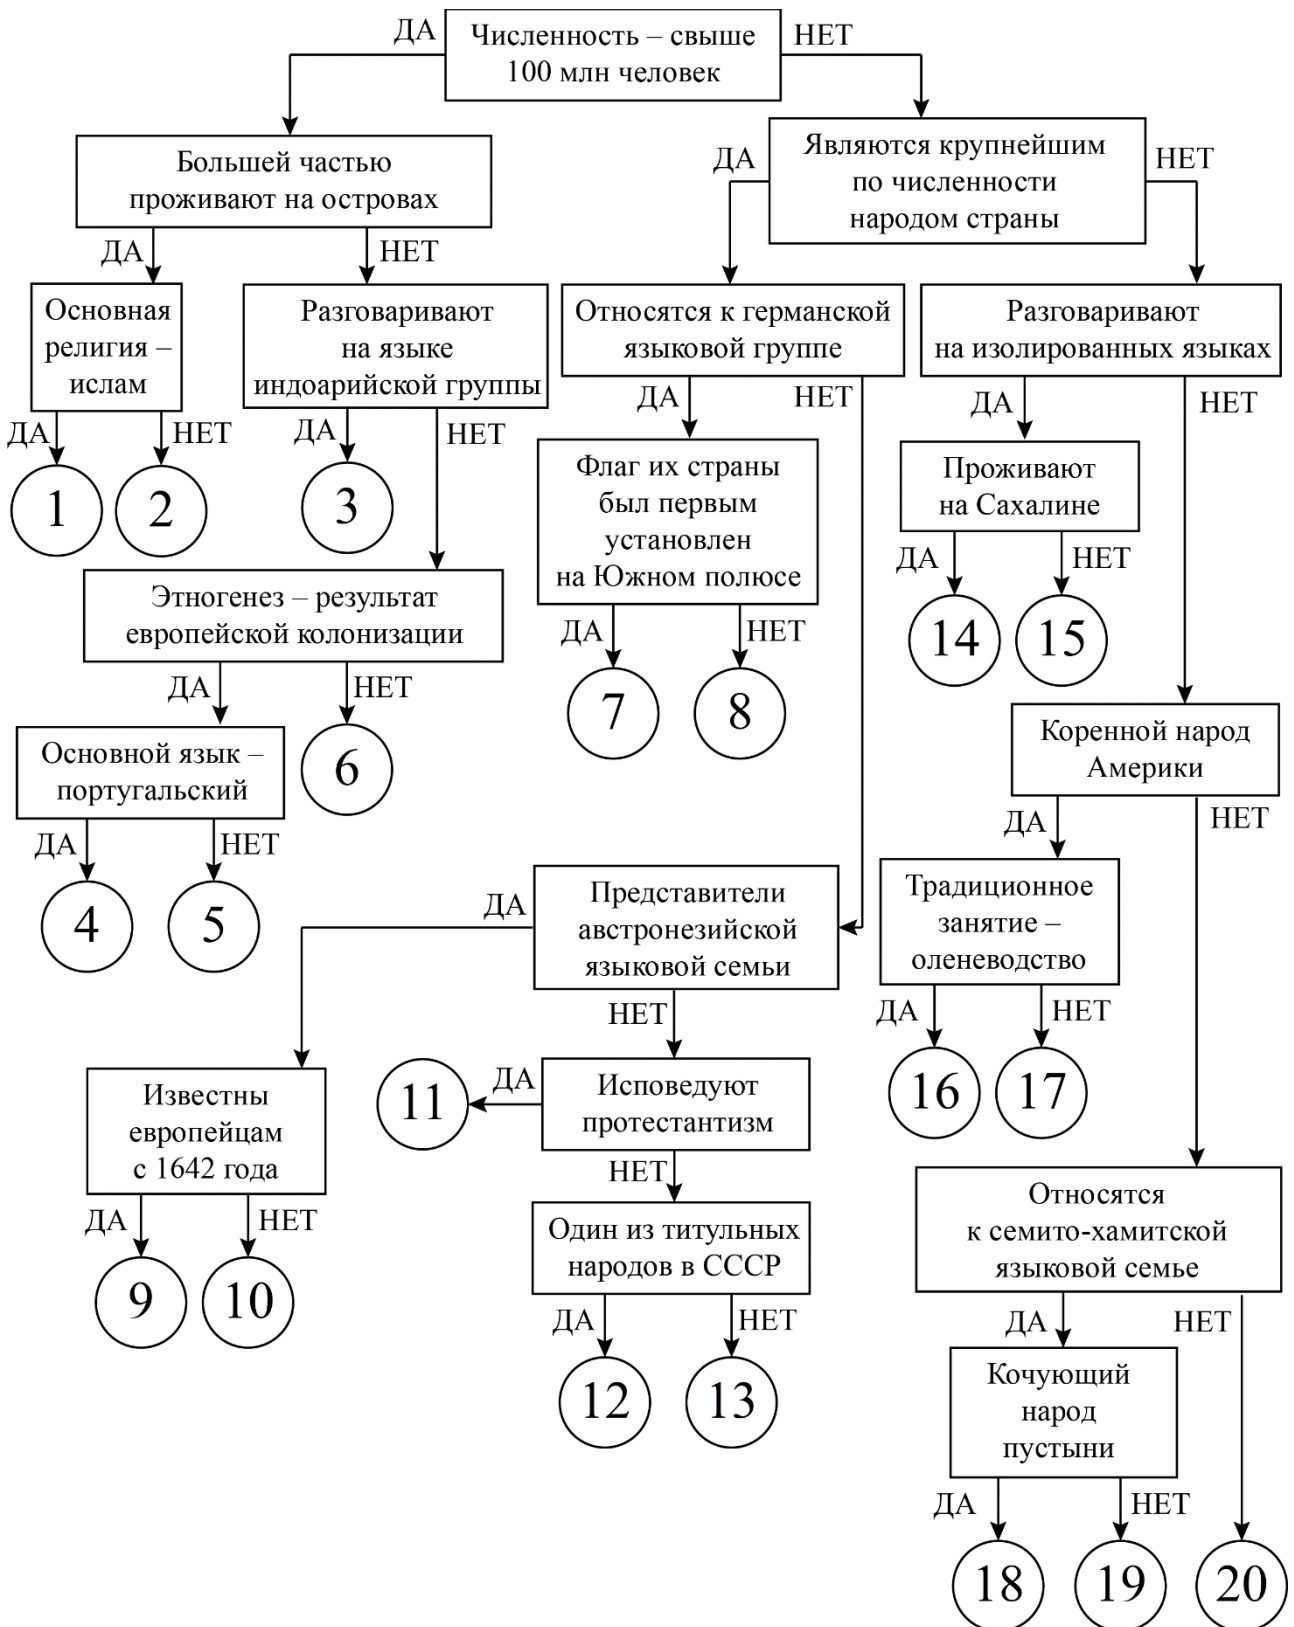 ДА
Численность – свыше
100 млн человек
НЕТ
Большей частью
проживают на островах
ДА
Являются крупнейшим
по численности
народом страны
НЕТ
ДА
НЕТ
Основная
религия –
ислам
Разговаривают
на языке
индоарийской группы
Относятся к германской
языковой группе
Разговаривают
на изолированных языках
ДА
НЕТ
ДА
НЕТ
ДА
НЕТ
ДА
НЕТ
1
2
3
Флаг их страны
был первым
установлен
на Южном полюсе
Проживают
на Сахалине
ДА
НЕТ
Этногенез – результат
европейской колонизации
ДА
НЕТ
14
15
ДА
НЕТ
7
8
Основной язык –
португальский
6
Коренной народ
Америки
ДА
НЕТ
ДА
НЕТ
4
5
ДА
Представители
австронезийской
языковой семьи
Традиционное
занятие –
оленеводство
НЕТ
ДА
НЕТ
Известны
европейцам
с 1642 года
11
ДА
Исповедуют
протестантизм
16
17
НЕТ
ДА
НЕТ
Один из титульных
народов в СССР
Относятся
к семито-хамитской
языковой семье
9
10
ДА
НЕТ
ДА
НЕТ
12
13
Кочующий
народ
пустыни
ДА
НЕТ
18
19
20